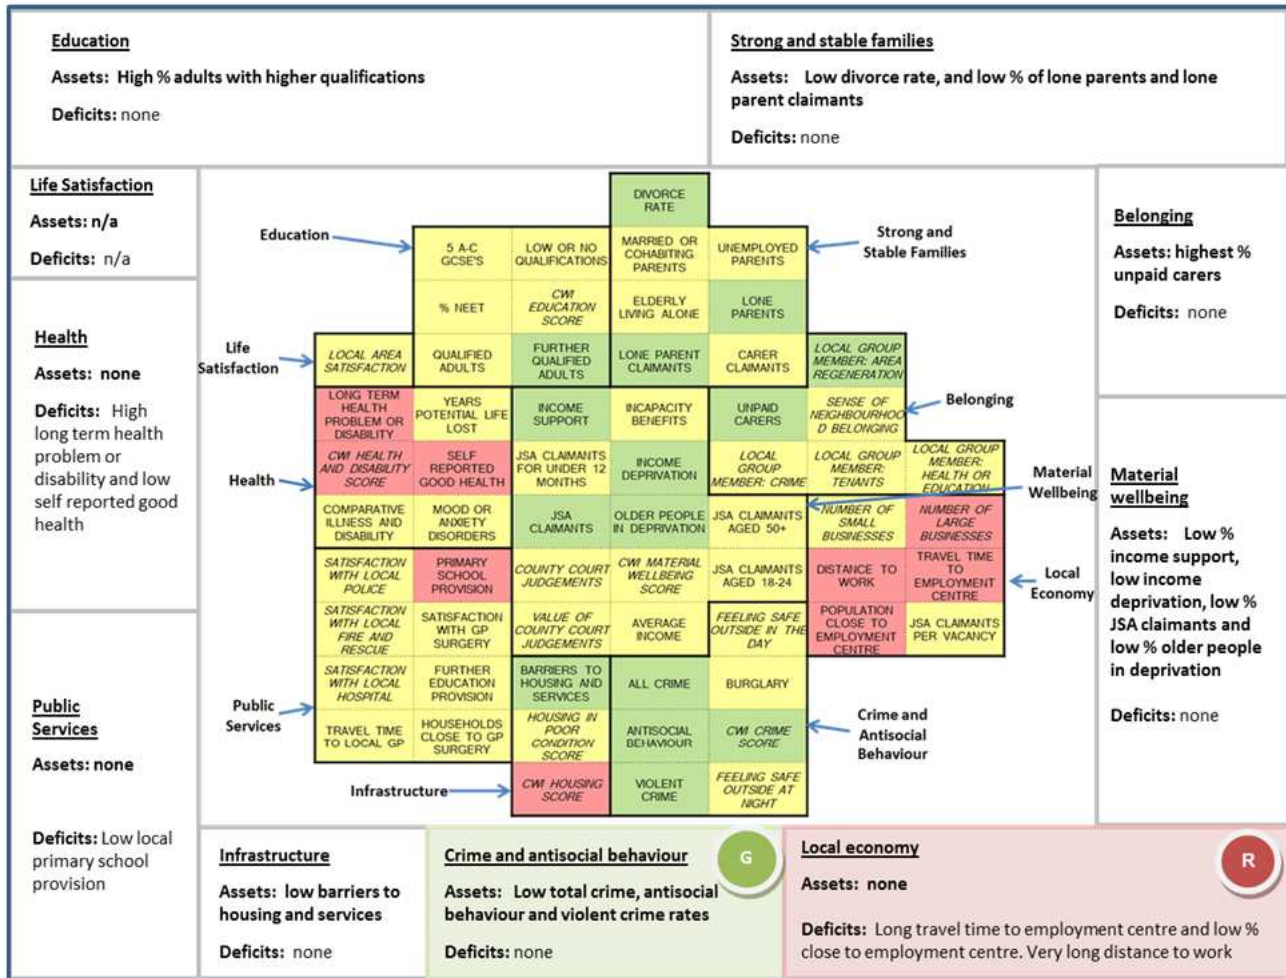 Education
Assets: High % adults with higher qualifications
Deficits: none
Strong and stable families
Assets: Low divorce rate, and low % of lone parents and lone
parent claimants
Deficits: none
Life Satisfaction
Assets: n/a
Deficits: n/a
Health
Assets: none
Deficits: High
long term health
problem or
disability and low
self reported good
health
Public
Services
Assets: none
Deficits: Low local
primary school
provision
Education
Life
Satisfaction
Health
Public
Services
Infrastructure
DIVORCE
RATE
5 A-C
GCSE'S
LOW OR NO
QUALIFICATIONS
MARRIED OR
COHABITING
PARENTS
UNEMPLOYED
PARENTS
% NEET
CWI
EDUCATION
SCORE
ELDERLY
LIVING ALONE
LONE
PARENTS
LOCAL AREA
SATISFACTION
QUALIFIED
ADULTS
FURTHER
QUALIFIED
ADULTS
LONE PARENT
CLAIMANTS
CARER
CLAIMANTS
LOCAL GROUP
MEMBER: AREA
REGENERATION
LONG TERM
HEALTH
PROBLEM OR
DISABILITY
YEARS
POTENTIAL LIFE
LOST
INCOME
SUPPORT
INCAPACITY
BENEFITS
UNPAID
CARERS
SENSE OF
NEIGHBOURHOO
D BELONGING
CWI HEALTH
AND DISABILITY
SCORE
SELF
REPORTED
GOOD HEALTH
JSA CLAIMANTS
FOR UNDER 12
MONTHS
INCOME
DEPRIVATION
LOCAL
GROUP
MEMBER: CRIME
LOCAL GROUP
MEMBER:
TENANTS
LOCAL GROUP
MEMBER:
HEALTH OR
EDUCATION
COMPARATIVE
ILLNESS AND
DISABILITY
MOOD OR
ANXIETY
DISORDERS
JSA
CLAIMANTS
OLDER PEOPLE
IN DEPRIVATION
JSA CLAIMANTS
AGED 50+
NUMBER OF
SMALL
BUSINESSES
NUMBER OF
LARGE
BUSINESSES
SATISFACTION
WITH LOCAL
POLICE
PRIMARY
SCHOOL
PROVISION
COUNTY COURT
JUDGEMENTS
CWI MATERIAL
WELLBEING
SCORE
JSA CLAIMANTS
AGED 18-24
DISTANCE TO
WORK
TRAVEL TIME
TO
EMPLOYMENT
CENTRE
SATISFACTION
WITH LOCAL
FIRE AND
RESCUE
SATISFACTION
WITH GP
SURGERY
VALUE OF
COUNTY COURT
JUDGEMENTS
AVERAGE
INCOME
FEELING SAFE
OUTSIDE IN THE
DAY
POPULATION
CLOSE TO
EMPLOYMENT
CENTRE
JSA CLAIMANTS
PER VACANCY
SATISFACTION
WITH LOCAL
HOSPITAL
FURTHER
EDUCATION
PROVISION
BARRIERS TO
HOUSING AND
SERVICES
ALL CRIME
BURGLARY
TRAVEL TIME
TO LOCAL GP
HOUSEHOLDS
CLOSE TO GP
SURGERY
HOUSING IN
POOR
CONDITION
SCORE
ANTISOCIAL
BEHAVIOUR
CWI CRIME
SCORE
CWI HOUSING
SCORE
VIOLENT
CRIME
FEELING SAFE
OUTSIDE AT
NIGHT
Strong and
Stable Families
Belonging
Material
Wellbeing
Local
Economy
Crime and
Antisocial
Behaviour
Belonging
Assets: highest %
unpaid carers
Deficits: none
Material
wellbeing
Assets: Low %
income support,
low income
deprivation, low %
JSA claimants and
low % older people
in deprivation
Deficits: none
Infrastructure
Assets: low barriers to
housing and services
Deficits: none
Crime and antisocial behaviour
G
Assets: Low total crime, antisocial
behaviour and violent crime rates
Deficits: none
Local economy
R
Assets: none
Deficits: Long travel time to employment centre and low %
close to employment centre. Very long distance to work